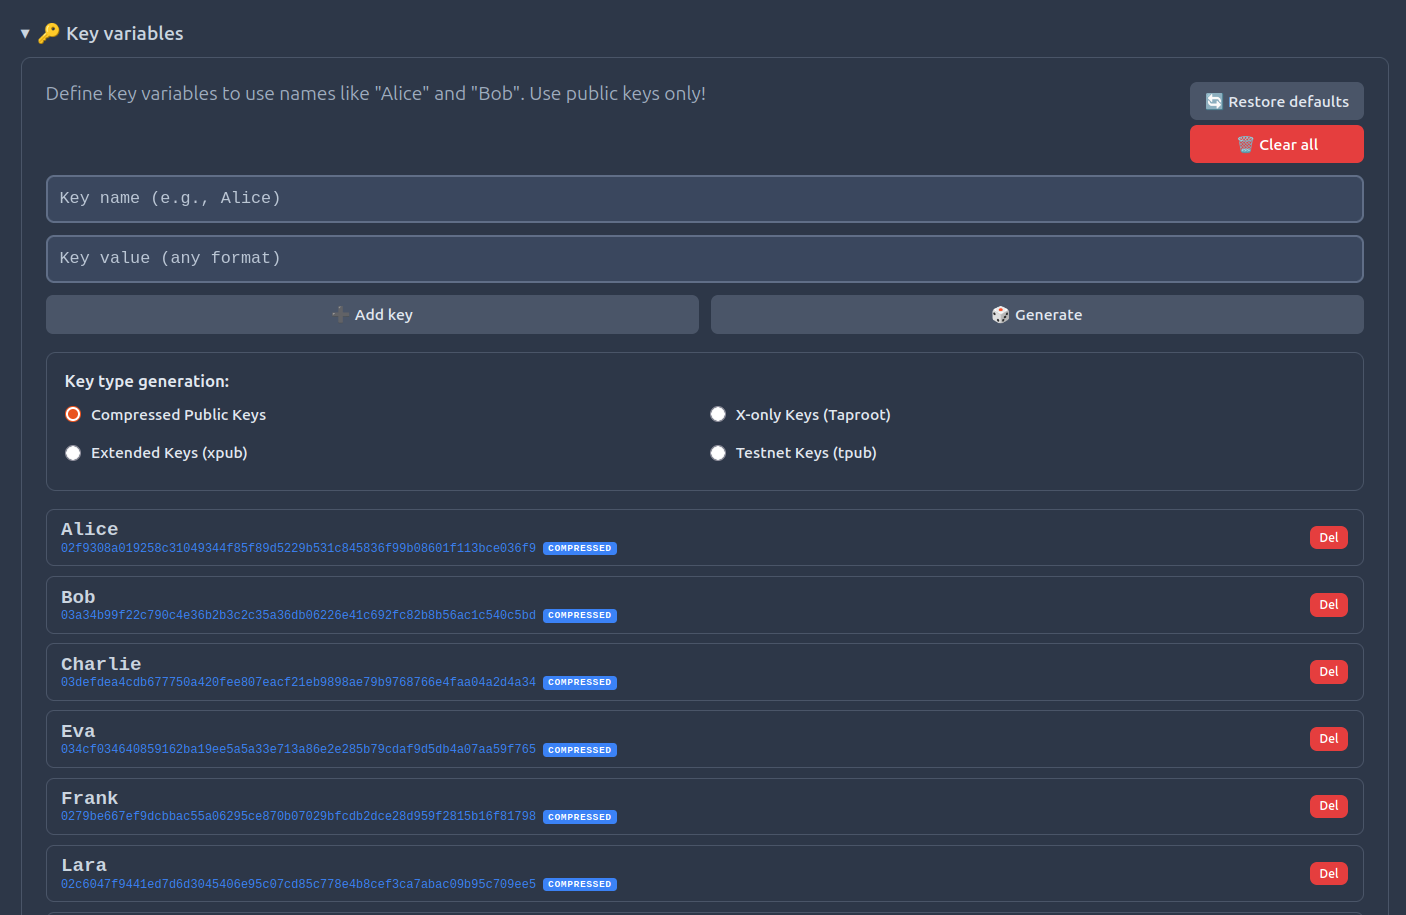 ▼ 🔑 Key variables
Define key variables to use names like "Alice" and "Bob". Use public keys only!
🔄 Restore defaults
🗑️ Clear all
Key name (e.g., Alice)
Key value (any format)
➕ Add key
🎲 Generate
Key type generation:
Compressed Public Keys
X-only Keys (Taproot)
Extended Keys (xpub)
Testnet Keys (tpub)
Alice
02f9308a019258c31049344f85f89d5229b531c845836f99b08601f113bce036f9 COMPRESSED
Del
Bob
03a34b99f22c790c4e36b2b3c2c35a36db06226e41c692fc82b8b56ac1c540c5bd COMPRESSED
Del
Charlie
03defdea4cdb677750a420fee807eacf21eb9898ae79b9768766e4faa04a2d4a34 COMPRESSED
Del
Eva
034cf034640859162ba19ee5a5a33e713a86e2e285b79cdaf9d5db4a07aa59f765 COMPRESSED
Del
Frank
0279be667ef9dcbbac55a06295ce870b07029bfcdb2dce28d959f2815b16f81798 COMPRESSED
Del
Lara
02c6047f9441ed7d6d3045406e95c07cd85c778e4b8cef3ca7abac09b95c709ee5 COMPRESSED
Del